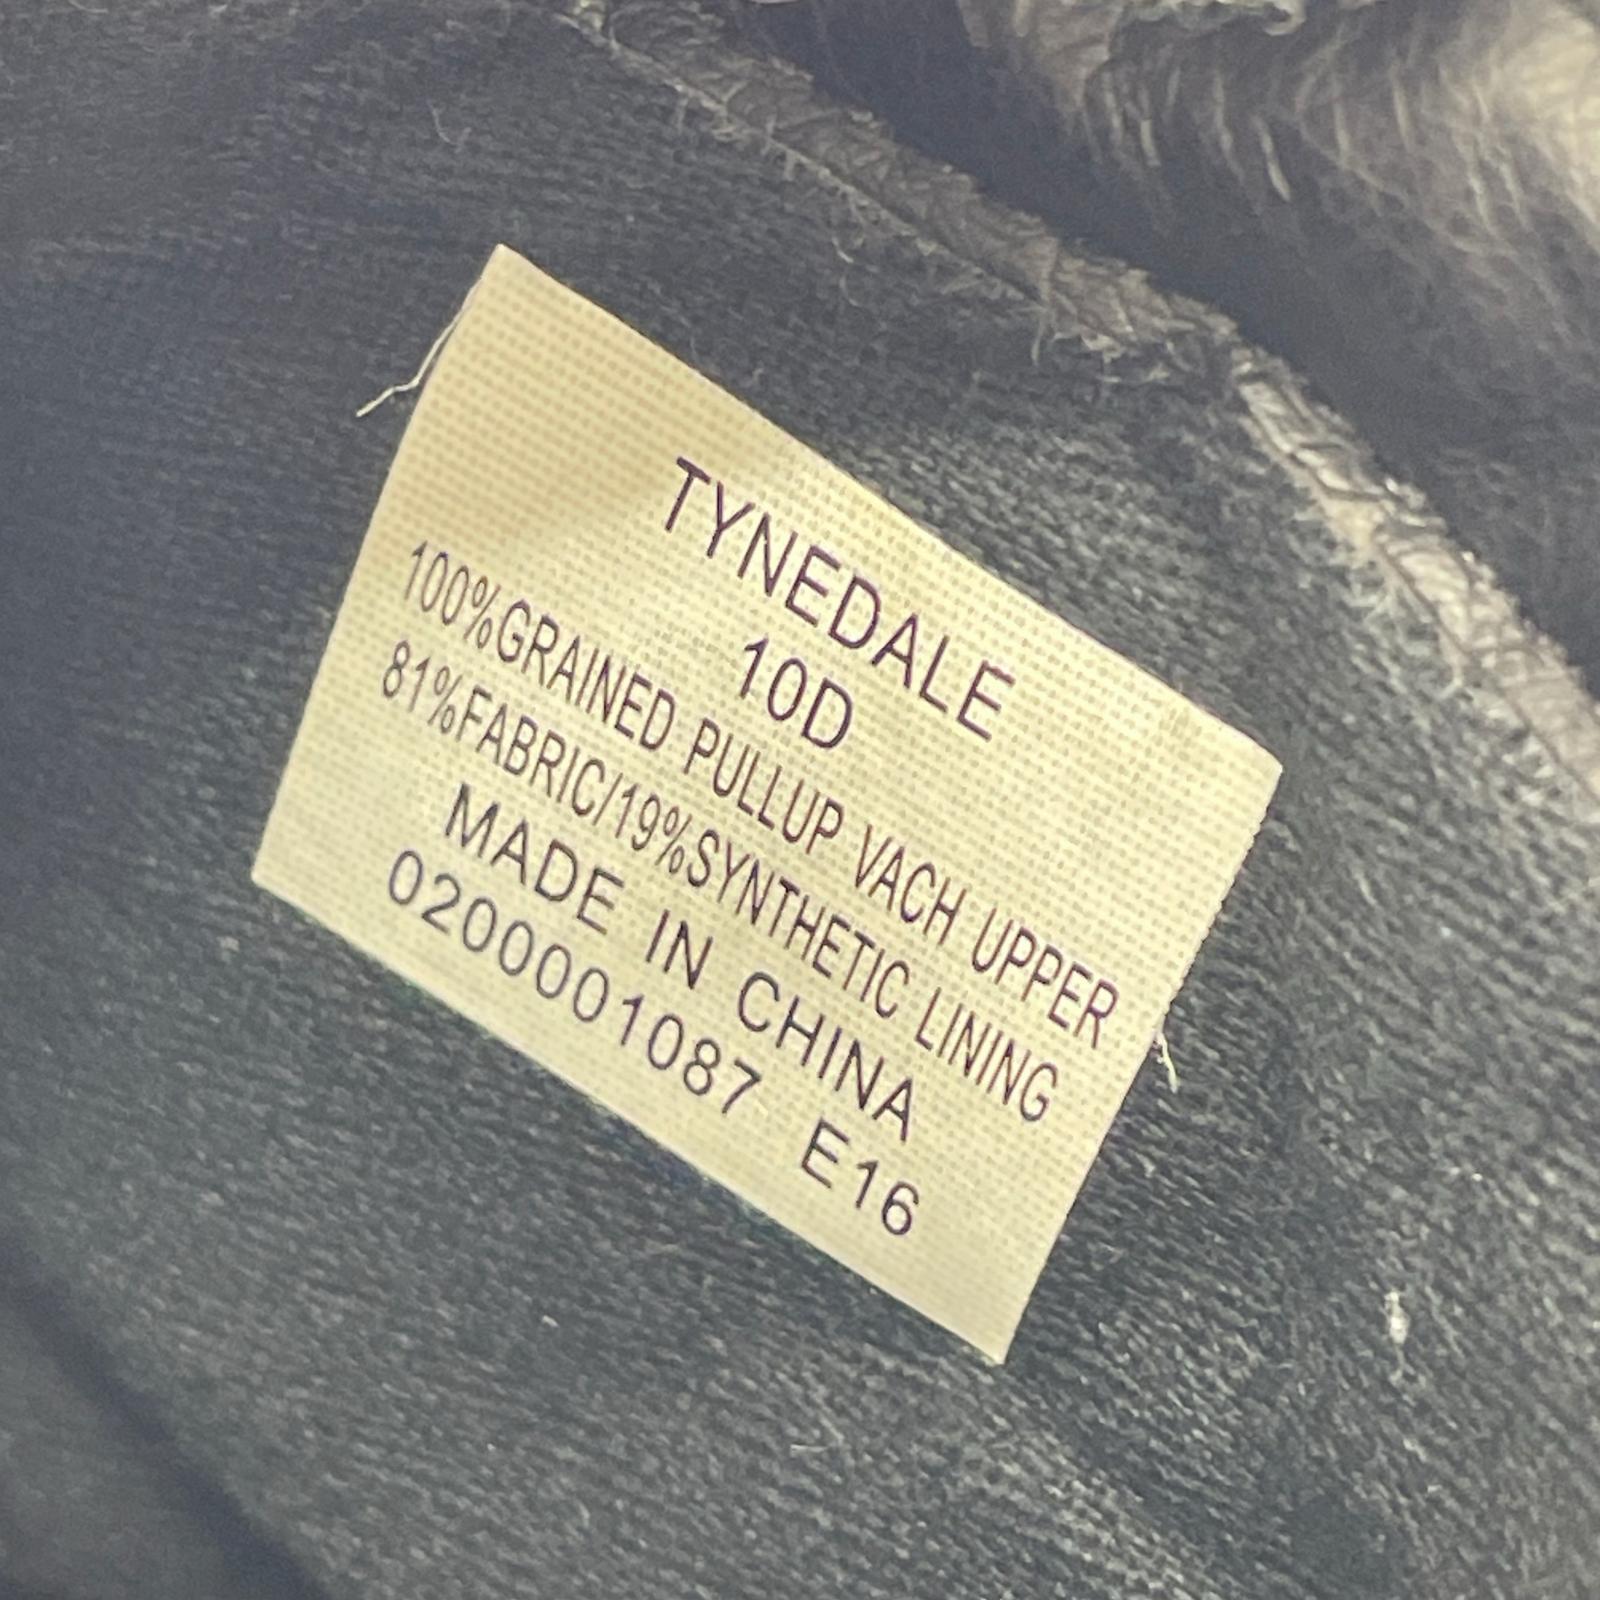 TYNEDALE
10D
100%GRAINED PULLUP VACH UPPER
81%FABRIC/19%SYNTHETIC LINING
MADE IN CHINA
0200001087 E16